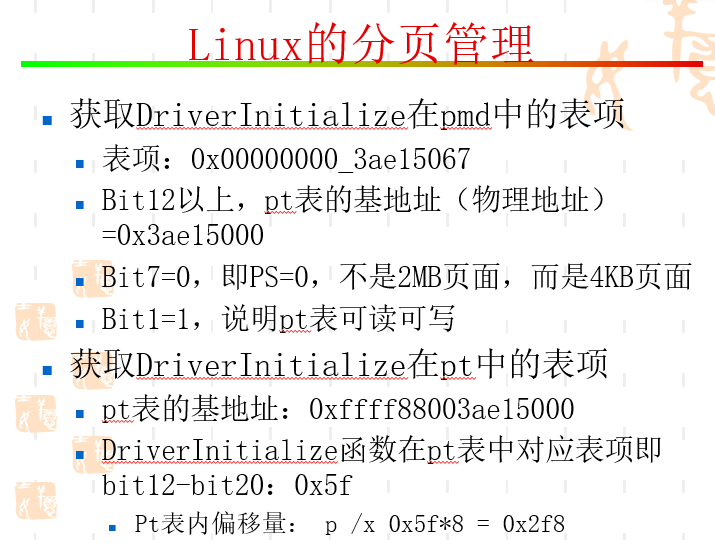 Linux的分页管理
获取DriverInitialize在pmd中的表项
表项：0x00000000_3ae15067
Bit12以上，pt表的基地址（物理地址）
=0x3ae15000
Bit7=0，即PS=0，不是2MB页面，而是4KB页面
Bit1=1，说明pt表可读可写
获取DriverInitialize在pt中的表项
pt表的基地址：0xffff88003ae15000
DriverInitialize函数在pt表中对应表项即
bit12-bit20：0x5f
Pt表内偏移量： p /x 0x5f*8 = 0x2f8